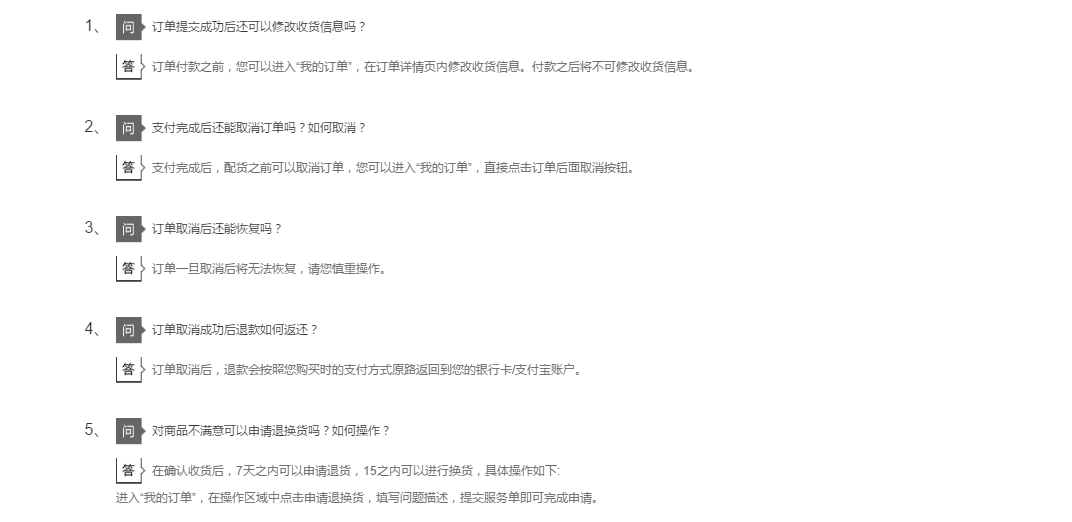 1、 问 订单提交成功后还可以修改收货信息吗？
答 订单付款之前，您可以进入“我的订单”，在订单详情页内修改收货信息。付款之后将不可修改收货信息。
2、 问 支付完成后还能取消订单吗？如何取消？
答 支付完成后，配货之前可以取消订单，您可以进入“我的订单”，直接点击订单后面取消按钮。
3、 问 订单取消后还能恢复吗？
答 订单一旦取消后将无法恢复，请您慎重操作。
4、 问 订单取消成功后退款如何返还？
答 订单取消后，退款会按照您购买时的支付方式原路返回到您的银行卡/支付宝账户。
5、 问 对商品不满意可以申请退换货吗？如何操作？
答 在确认收货后，7天之内可以申请退货，15之内可以进行换货，具体操作如下:
进入“我的订单”，在操作区域中点击申请退换货，填写问题描述，提交服务单即可完成申请。